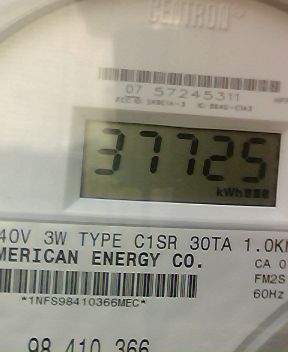 CENTRON
07 57245311
37725
kWh
40V 3W TYPE C1SR 30TA 1.0K
MERICAN ENERGY CO.
CA 0
FM2S
60Hz
*1NFS98410366MEC*
98 410 366